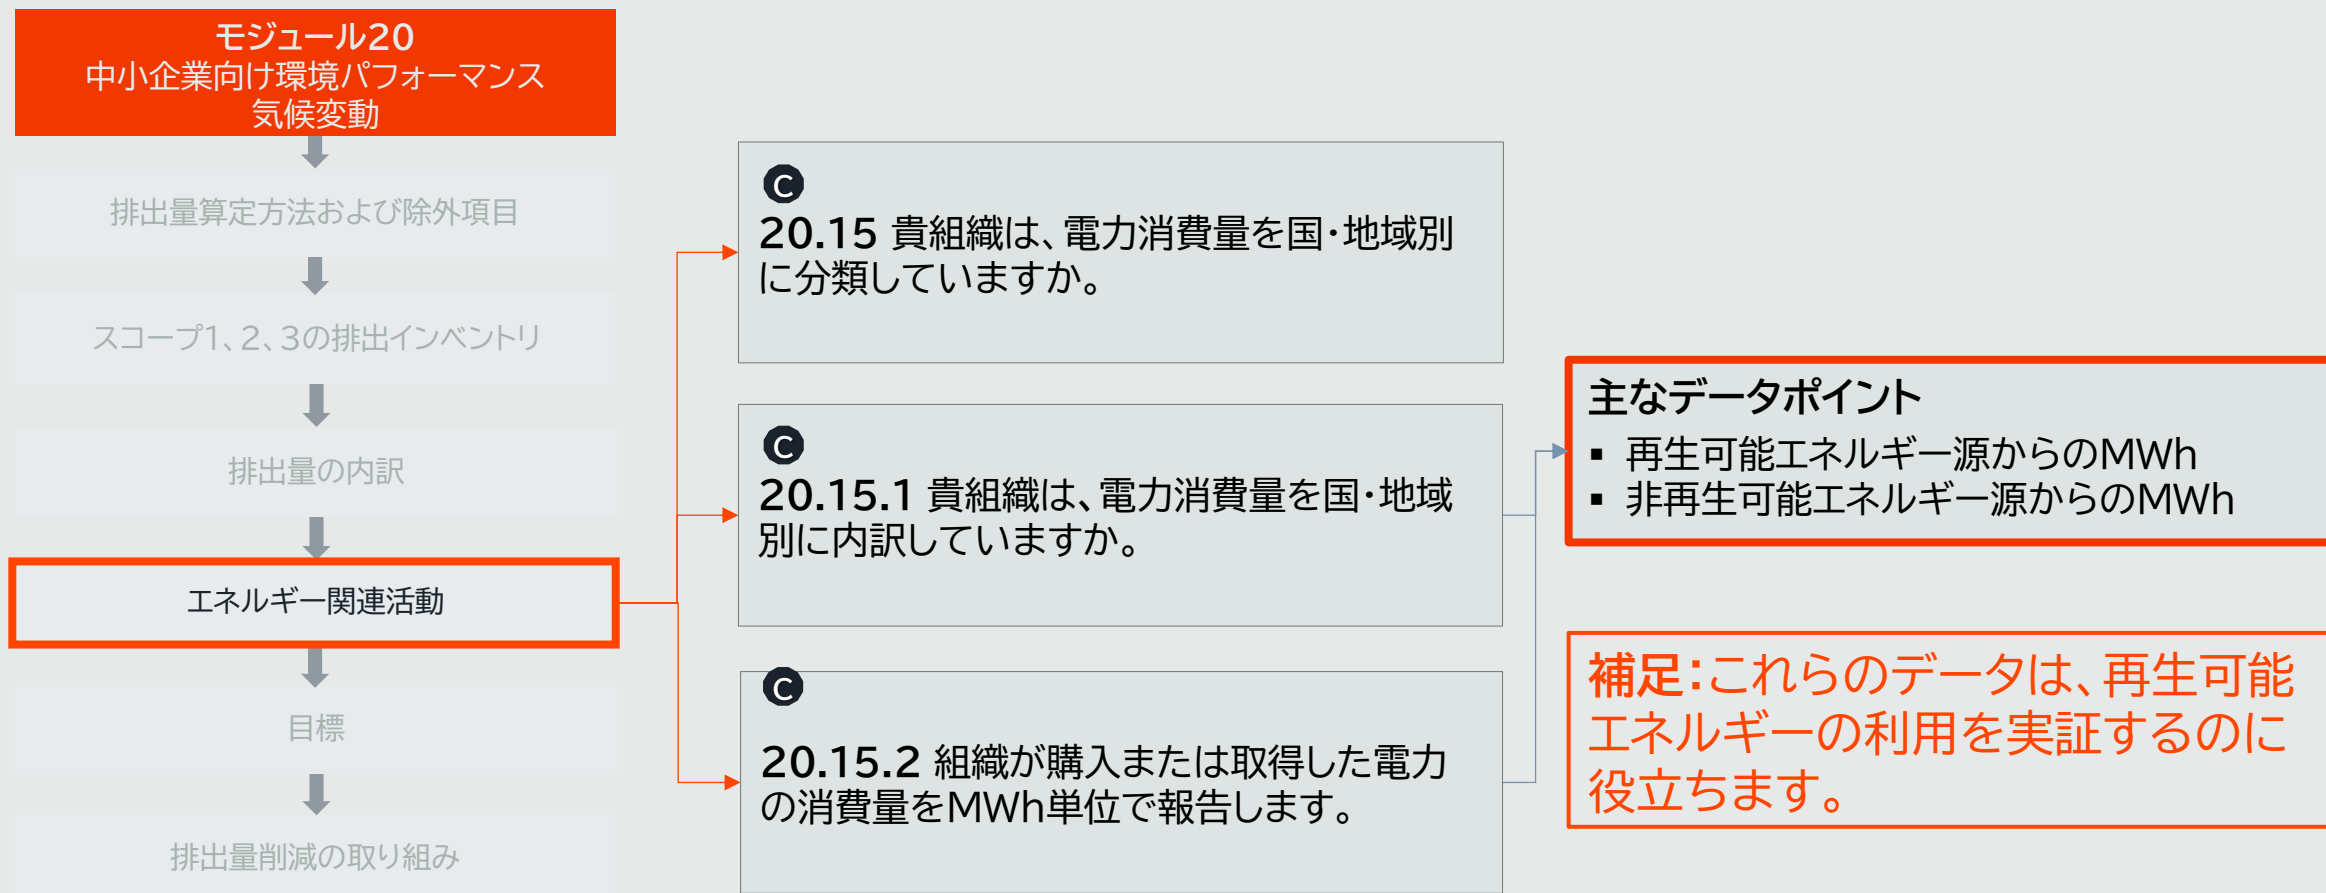 モジュール20
中小企業向け環境パフォーマンス
気候変動
排出量算定方法および除外項目
スコープ1、2、3の排出インベントリ
排出量の内訳
エネルギー関連活動
目標
排出量削減の取り組み
C
20.15 貴組織は、電力消費量を国・地域別
に分類していますか。
C
20.15.1 貴組織は、電力消費量を国・地域
別に内訳していますか。
C
20.15.2 組織が購入または取得した電力
の消費量をMWh単位で報告します。
主なデータポイント
▪ 再生可能エネルギー源からのMWh
▪ 非再生可能エネルギー源からのMWh
補足：これらのデータは、再生可能
エネルギーの利用を実証するのに
役立ちます。